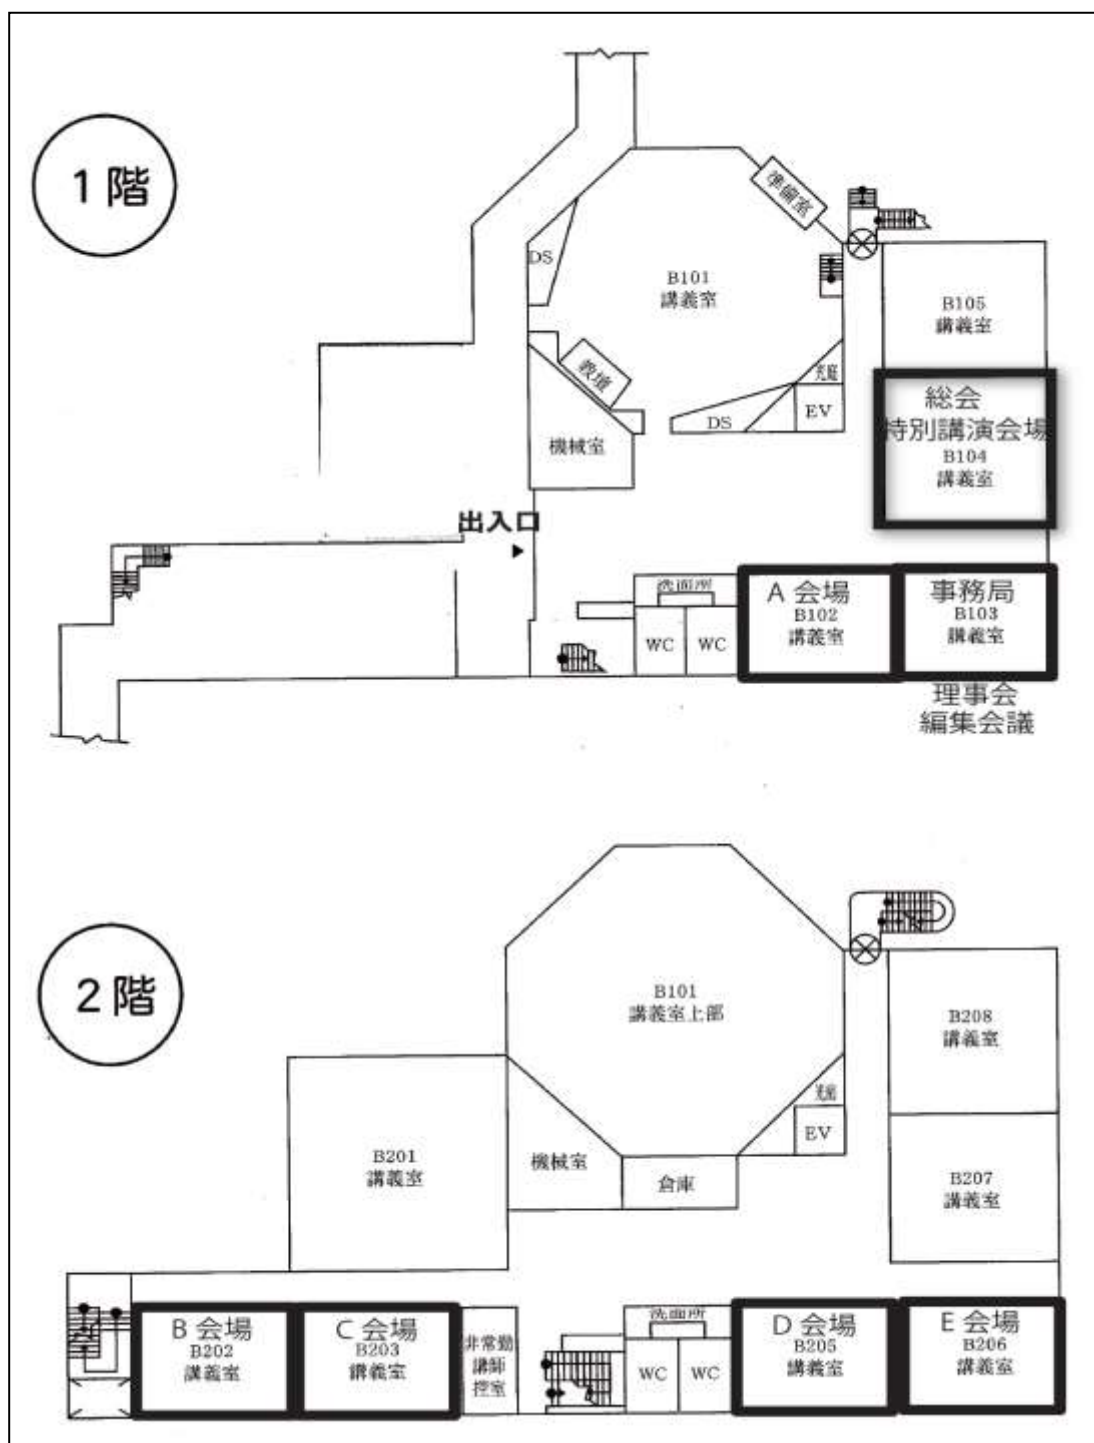 1階
準備室
DS
B101
講義室
B105
講義室
教壇
DS
EV
機械室
総会
特別講演会場
B104
講義室
出入口
洗面所
WC
WC
A 会場
B102
講義室
事務局
B103
講義室
理事会
編集会議
2階
B101
講義室上部
B208
講義室
EV
B201
講義室
機械室
倉庫
B207
講義室
B 会場
B202
講義室
C 会場
B203
講義室
非常勤
講師
控室
洗面所
WC
WC
D 会場
B205
講義室
E 会場
B206
講義室